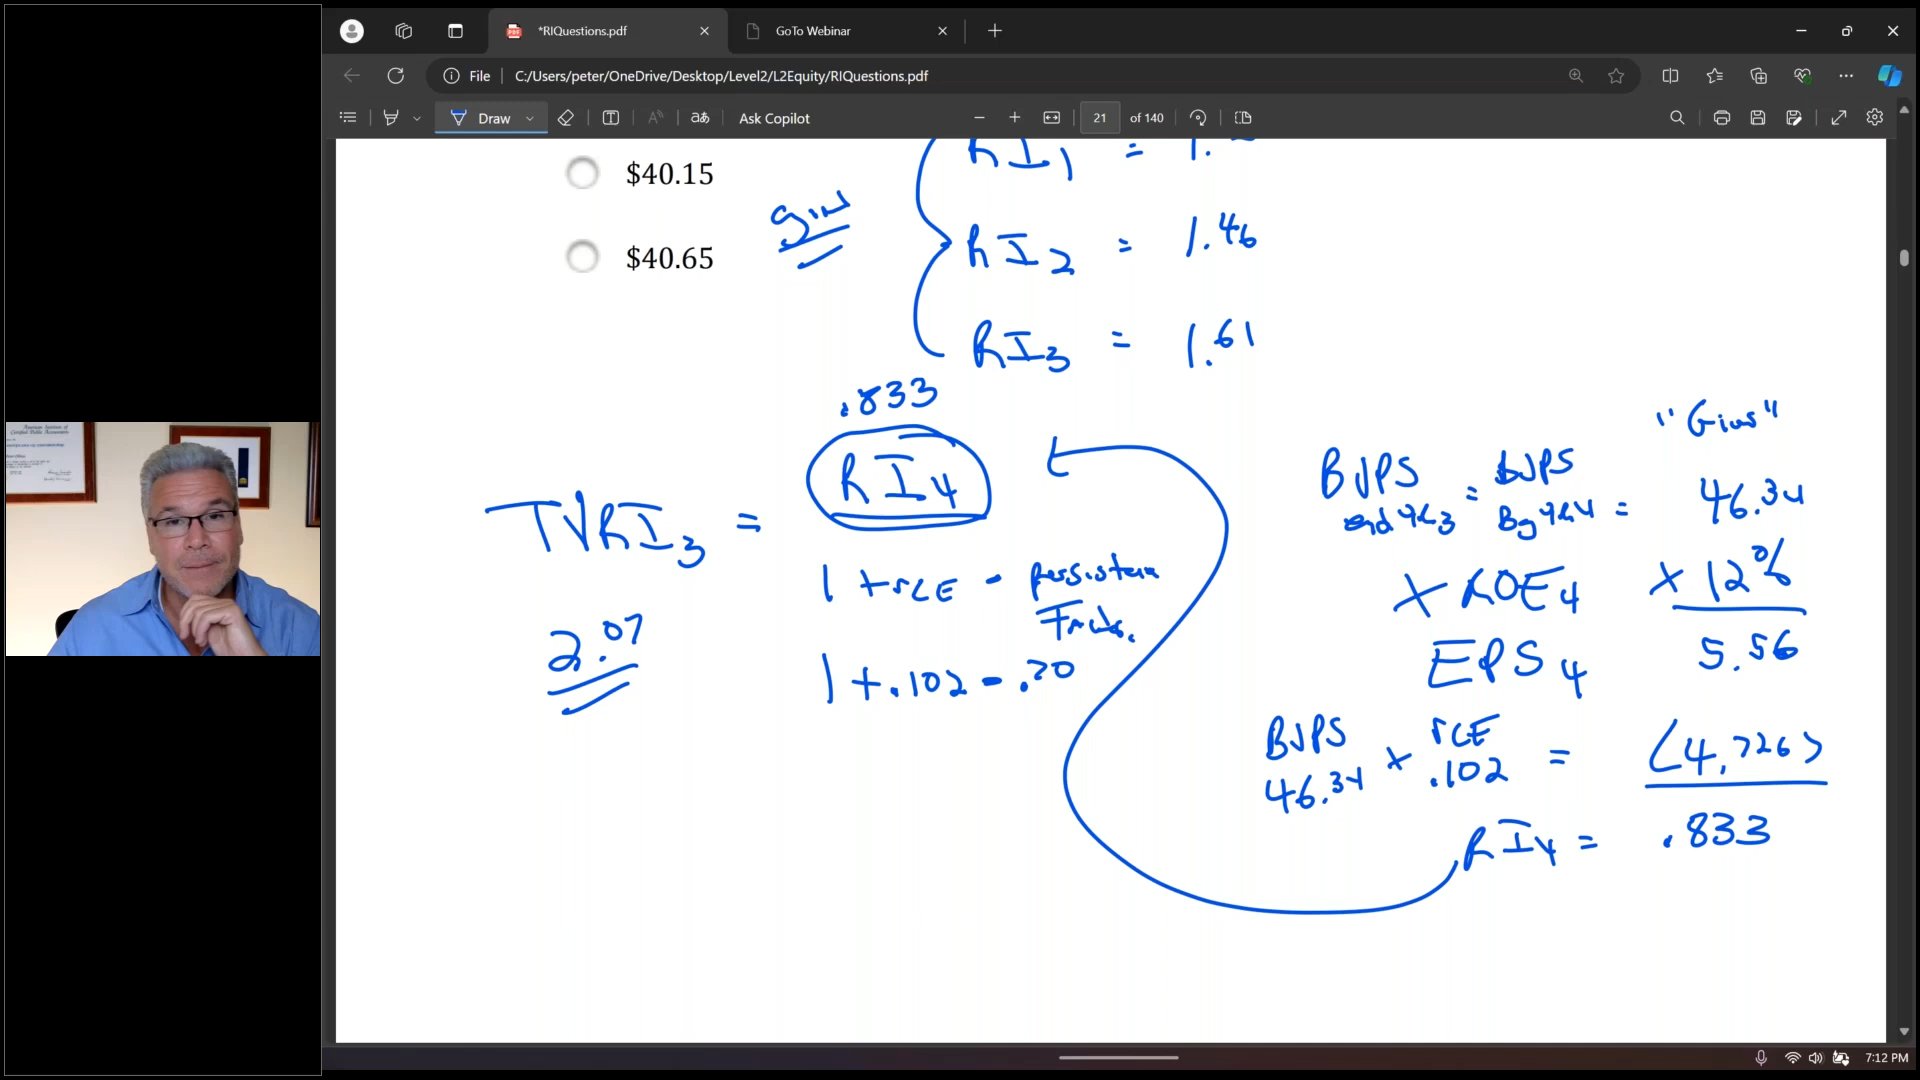 *RIQuestions.pdf
GoTo Webinar
File
C:/Users/peter/OneDrive/Desktop/Level2/L2Equity/RIQuestions.pdf
Draw
aあ
Ask Copilot
21
of 140
$40.15
$40.65
RI1 =
RI2 = 1.46
RI3 = 1.61
.833
TVRI3 = RI4
1 + rCE -
1 + .102 - .20
2.07
BVPS = BVPS = 46.34
x ROE4 x 12%
EPS4 5.56
BVPS rCE
46.34 x .102 = (4.726)
RI4 = .833
7:12 PM